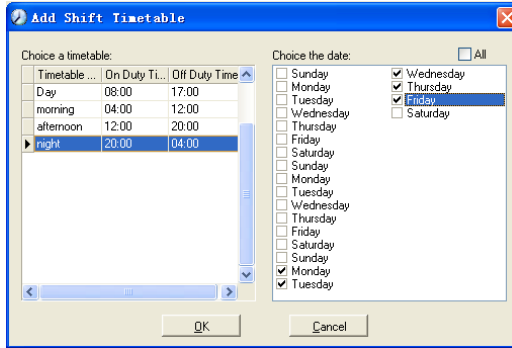 Add Shift Timetable
Choice a timetable:
Timetable ... On Duty Ti... Off Duty Time
Day 08:00 17:00
morning 04:00 12:00
afternoon 12:00 20:00
night 20:00 04:00
Choice the date:
All
Sunday
Monday
Tuesday
Wednesday
Thursday
Friday
Saturday
Sunday
Monday
Tuesday
Wednesday
Thursday
Friday
Saturday
Sunday
Monday
Tuesday
Wednesday
Thursday
Friday
Saturday
OK
Cancel